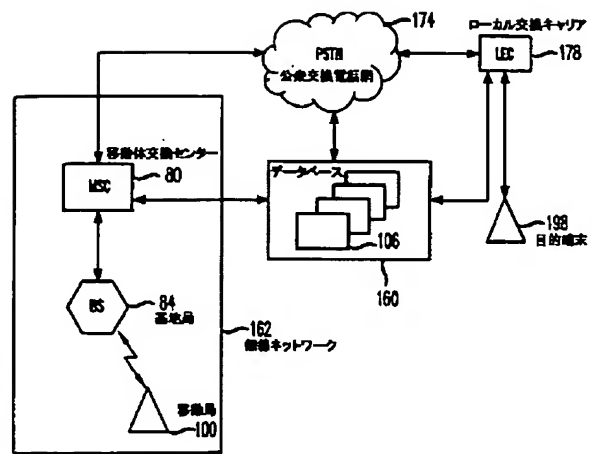 174
ローカル交換キャリア
PSTN
公衆交換電話網
LEC
178
移動体交換センター
MSC
80
データベース
106
160
198
目的端末
BS
84
基地局
162
無線ネットワーク
移動局
100